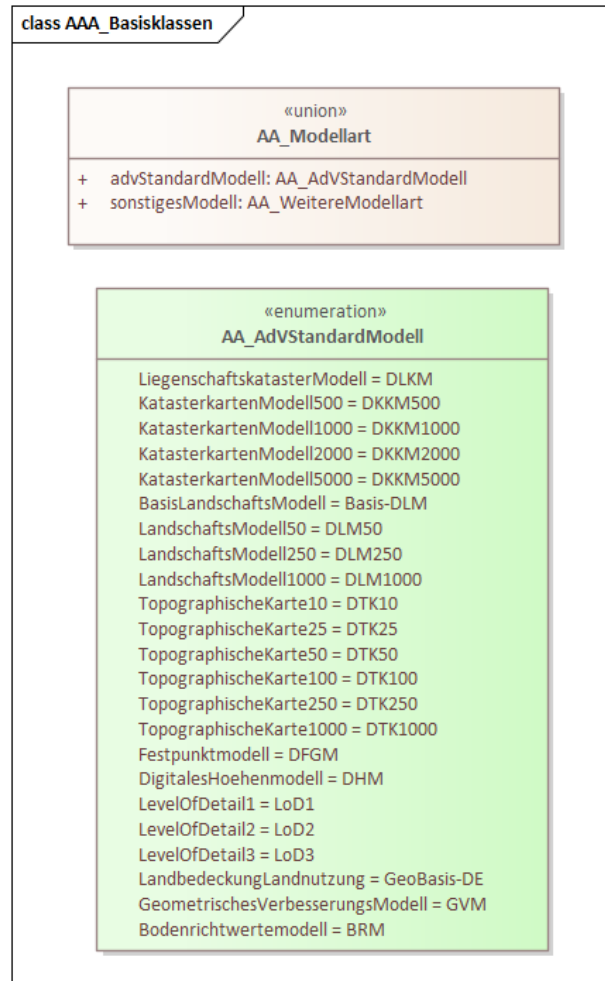 class AAA_Basisklassen
«union»
AA_Modellart
+ advStandardModell: AA_AdVStandardModell
+ sonstigesModell: AA_WeitereModellart
«enumeration»
AA_AdVStandardModell
LiegenschaftskatasterModell = DLKM
KatasterkartenModell500 = DKKM500
KatasterkartenModell1000 = DKKM1000
KatasterkartenModell2000 = DKKM2000
KatasterkartenModell5000 = DKKM5000
BasisLandschaftsModell = Basis-DLM
LandschaftsModell50 = DLM50
LandschaftsModell250 = DLM250
LandschaftsModell1000 = DLM1000
TopographischeKarte10 = DTK10
TopographischeKarte25 = DTK25
TopographischeKarte50 = DTK50
TopographischeKarte100 = DTK100
TopographischeKarte250 = DTK250
TopographischeKarte1000 = DTK1000
Festpunktmodell = DFGM
DigitalesHoehenmodell = DHM
LevelOfDetail1 = LoD1
LevelOfDetail2 = LoD2
LevelOfDetail3 = LoD3
LandbedeckungLandnutzung = GeoBasis-DE
GeometrischesVerbesserungsModell = GVM
Bodenrichtwertemodell = BRM